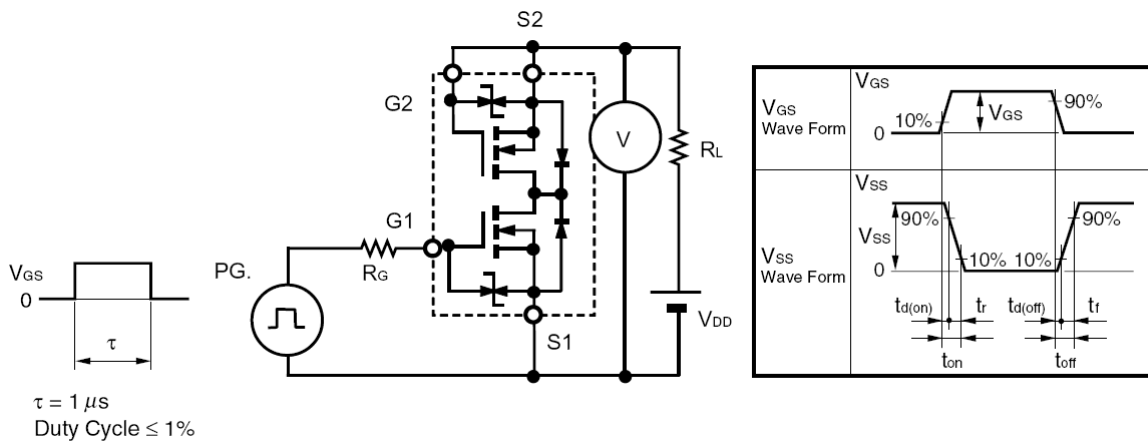 S2
G2
G1
V
RL
RG
PG.
VGS
0
τ
S1
VDD
τ = 1 μs
Duty Cycle ≤ 1%
VGS
Wave Form
VGS
10%
0
VGS
90%
VSS
Wave Form
VSS
90%
VSS
0
10%
10%
90%
td(on)
tr
td(off)
tf
ton
toff